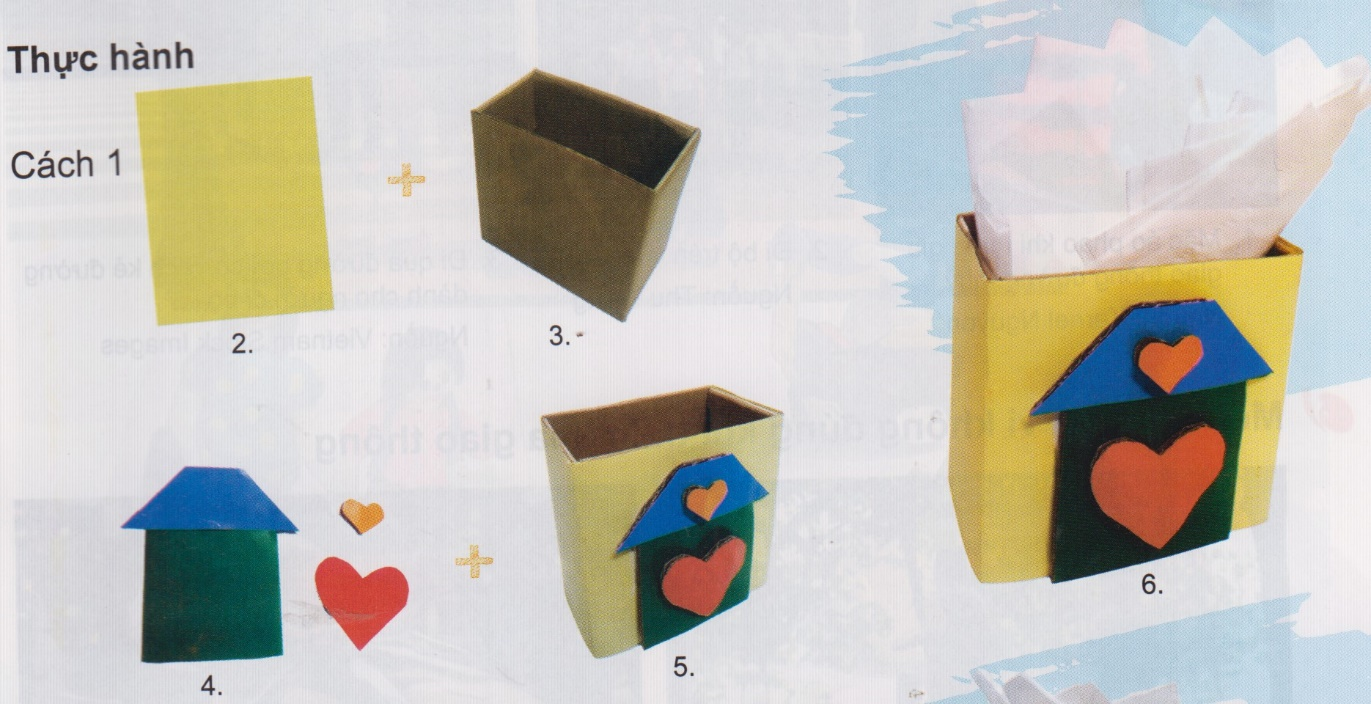 Thực hành
Cách 1
2.
3.
4.
5.
6.